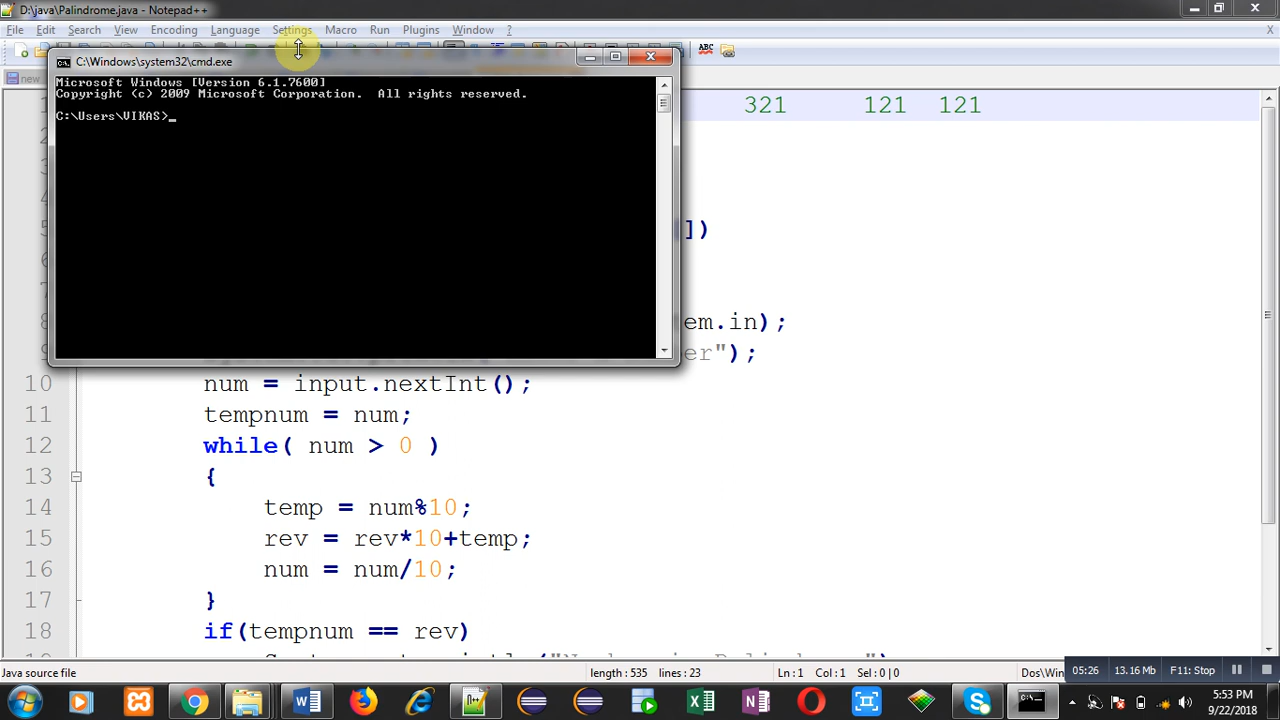 D:\java\Palindrome.java - Notepad++
File Edit Search View Encoding Language Settings Macro Run Plugins Window ? X
ABC
new
C:\Windows\system32\cmd.exe
Microsoft Windows [Version 6.1.7600]
Copyright (c) 2009 Microsoft Corporation.  All rights reserved.
C:\Users\VIKAS>_
1 321 121 121
])
em.in);
er");
10 num = input.nextInt();
11 tempnum = num;
12 while( num > 0 )
13 {
14 temp = num%10;
15 rev = rev*10+temp;
16 num = num/10;
17 }
18 if(tempnum == rev)
Java source file length : 535 lines : 23 Ln : 1 Col : 1 Sel : 0 | 0 Dos\Win
05:26 13.16 Mb F11: Stop
5:53 PM
9/22/2018